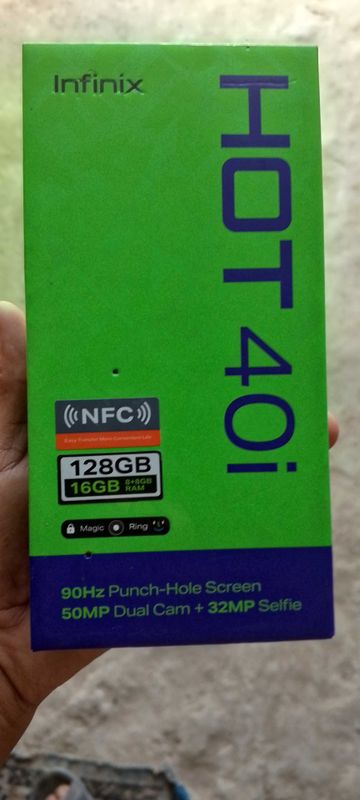 Infinix
HOT 40i
NFC
Easy Transfer More Convenient Life
128GB
16GB 8+8GB RAM
Magic Ring
90Hz Punch-Hole Screen
50MP Dual Cam + 32MP Selfie